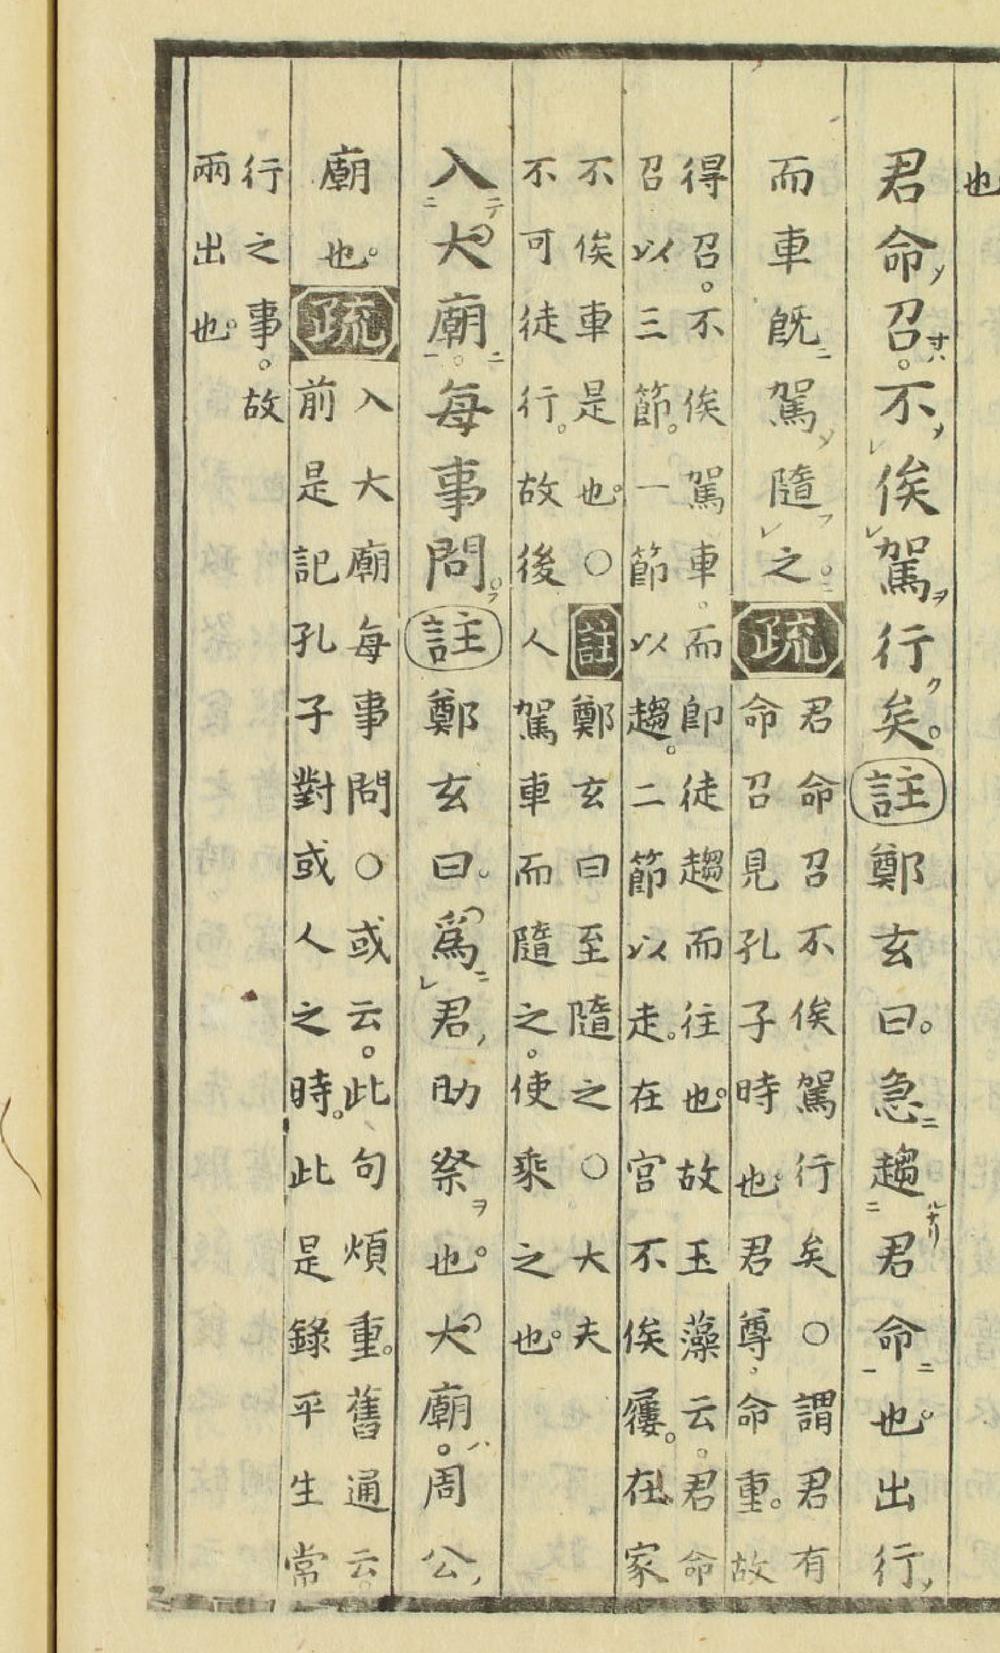 也
君命召不俟駕行矣註鄭玄曰急趨君命也出行
而車既駕隨之疏君命召不俟駕行矣○謂君有
命召見孔子時也君尊命重故
得召不俟駕車而即徒趨而往也故玉藻云君命
召以三節一節以趨二節以走在宮不俟屨在家
不俟車是也○註鄭玄曰至隨之○大夫
不可徒行故後人駕車而隨之使乘之也
入大廟每事問註鄭玄曰爲君助祭也大廟周公
廟也疏入大廟每事問○或云此句煩重舊通云
前是記孔子對或人之時此是錄平生常
行之事故
兩出也